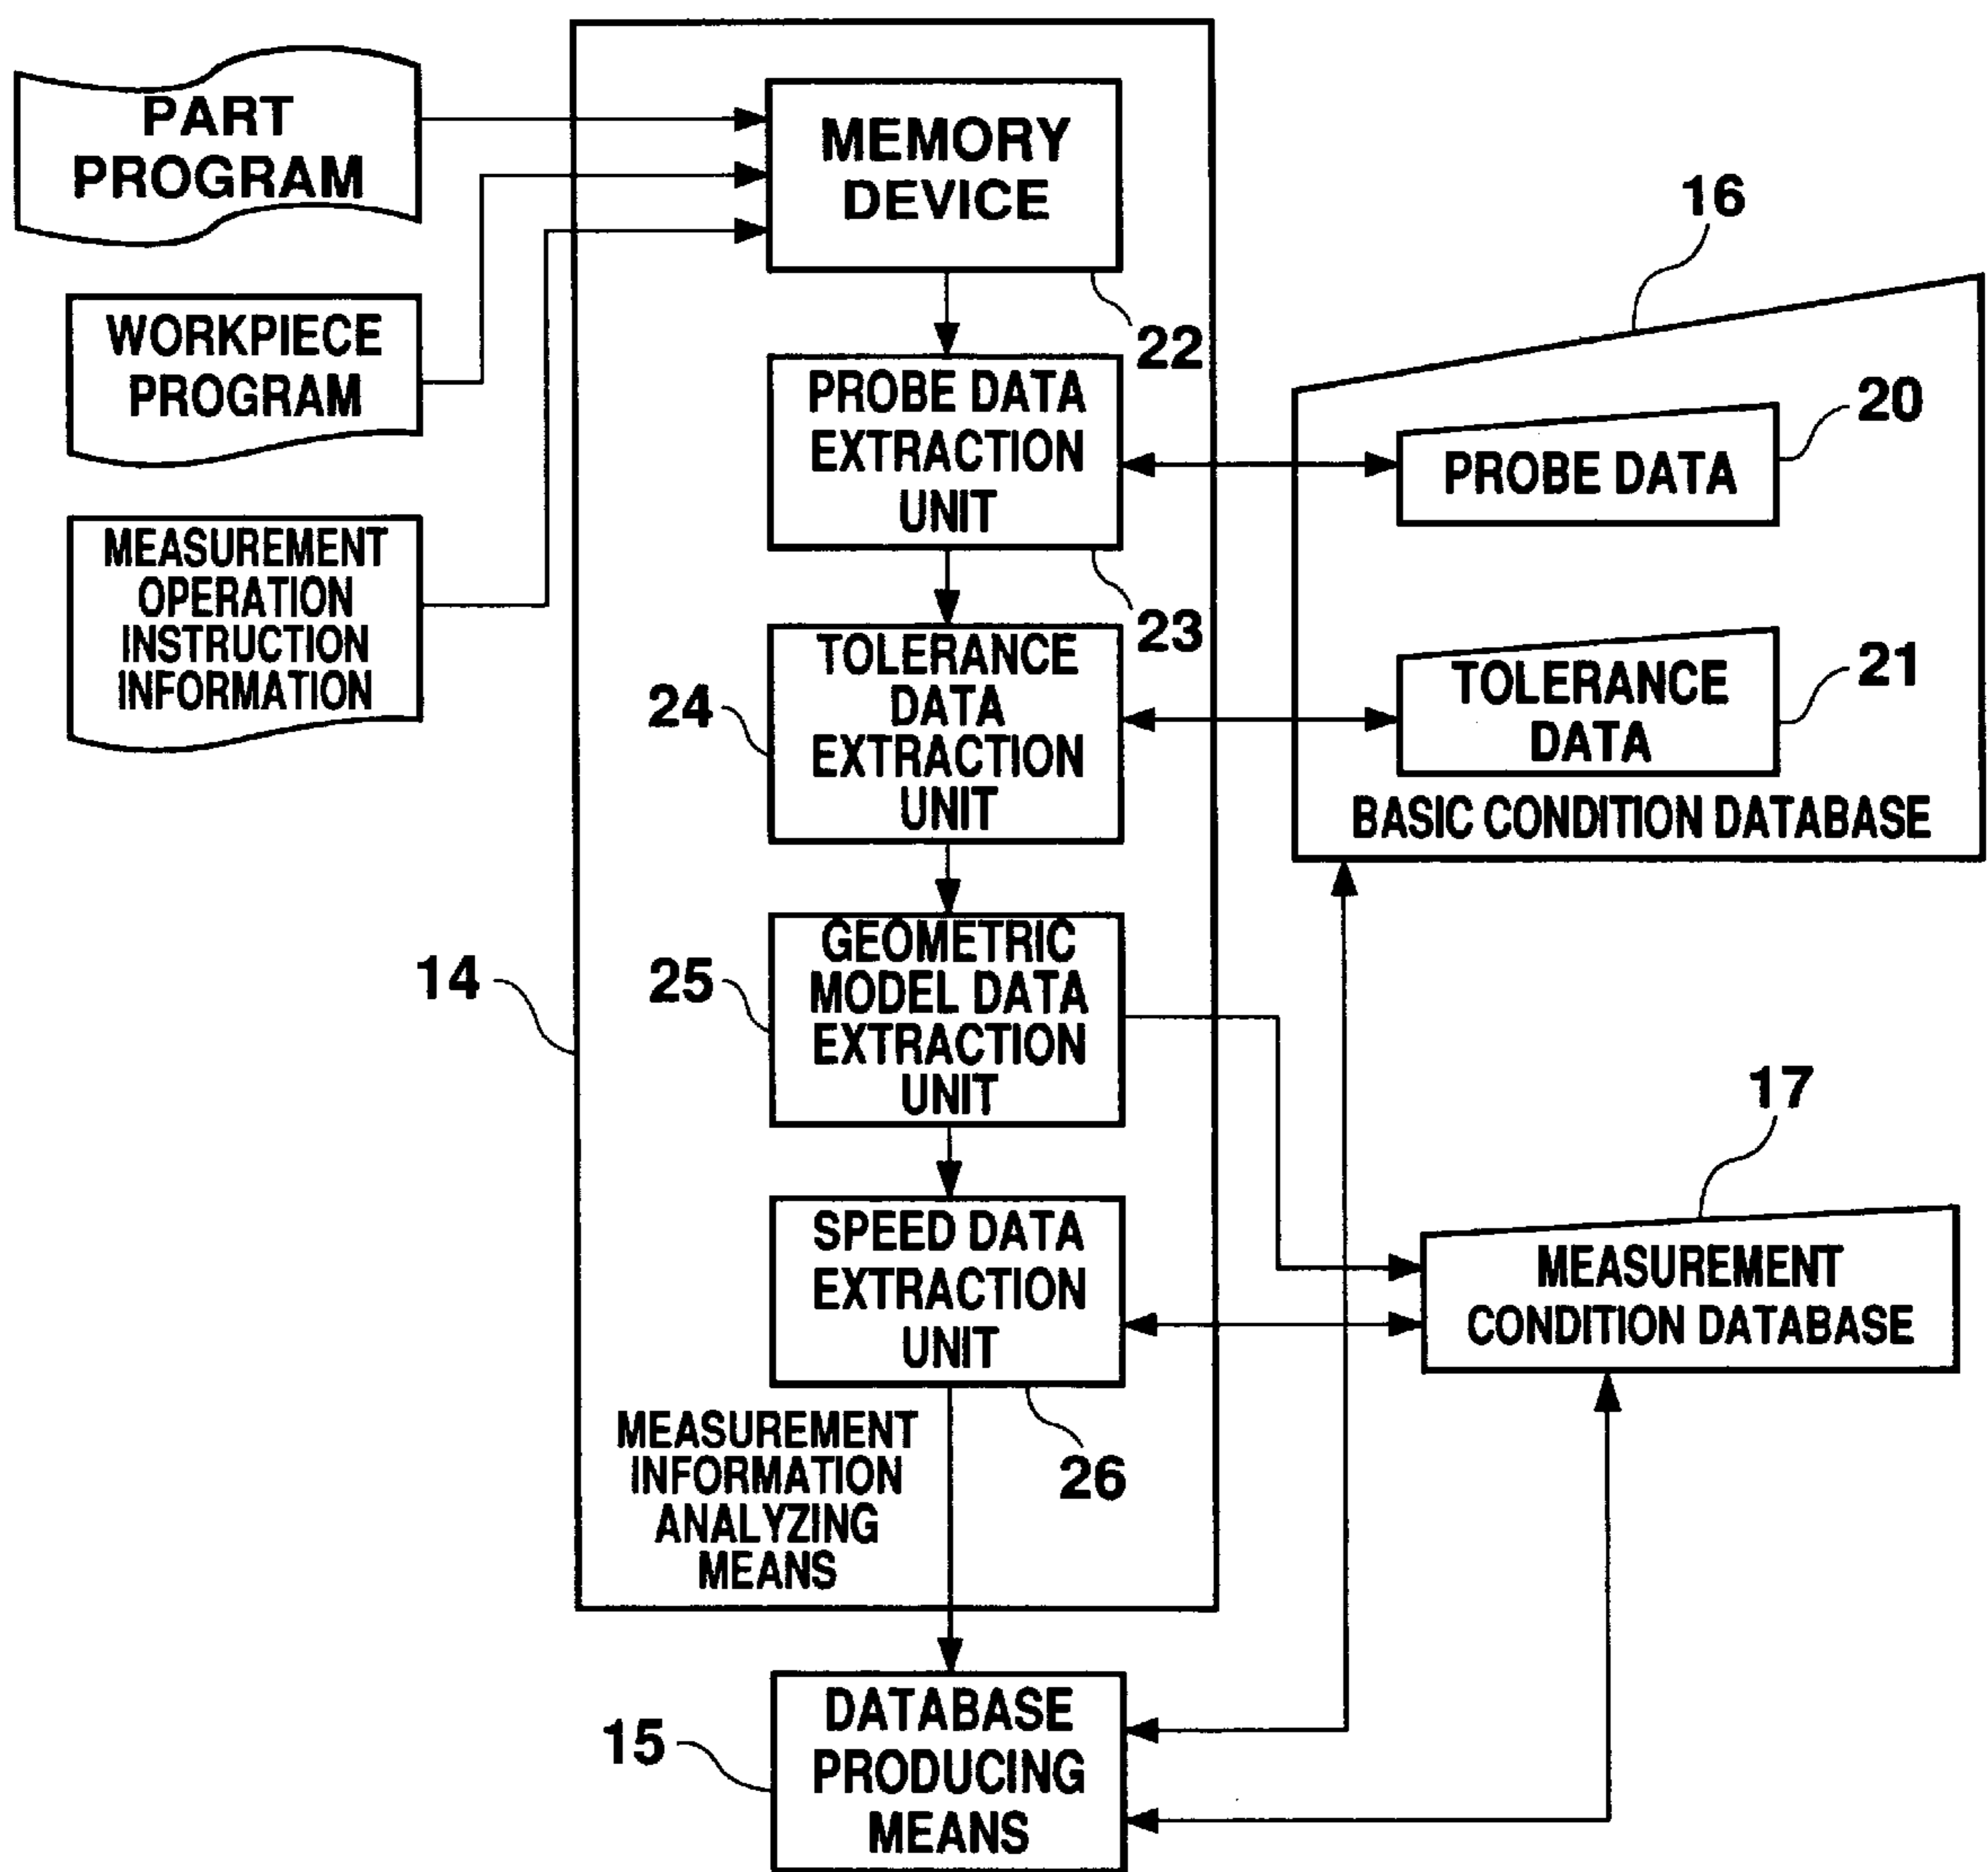 PART
PROGRAM
WORKPIECE
PROGRAM
MEASUREMENT
OPERATION
INSTRUCTION
INFORMATION
MEMORY
DEVICE
22
PROBE DATA
EXTRACTION
UNIT
23
TOLERANCE
DATA
EXTRACTION
UNIT
24
GEOMETRIC
MODEL DATA
EXTRACTION
UNIT
25
14
SPEED DATA
EXTRACTION
UNIT
26
MEASUREMENT
INFORMATION
ANALYZING
MEANS
DATABASE
PRODUCING
MEANS
15
16
PROBE DATA
20
TOLERANCE
DATA
21
BASIC CONDITION DATABASE
17
MEASUREMENT
CONDITION DATABASE